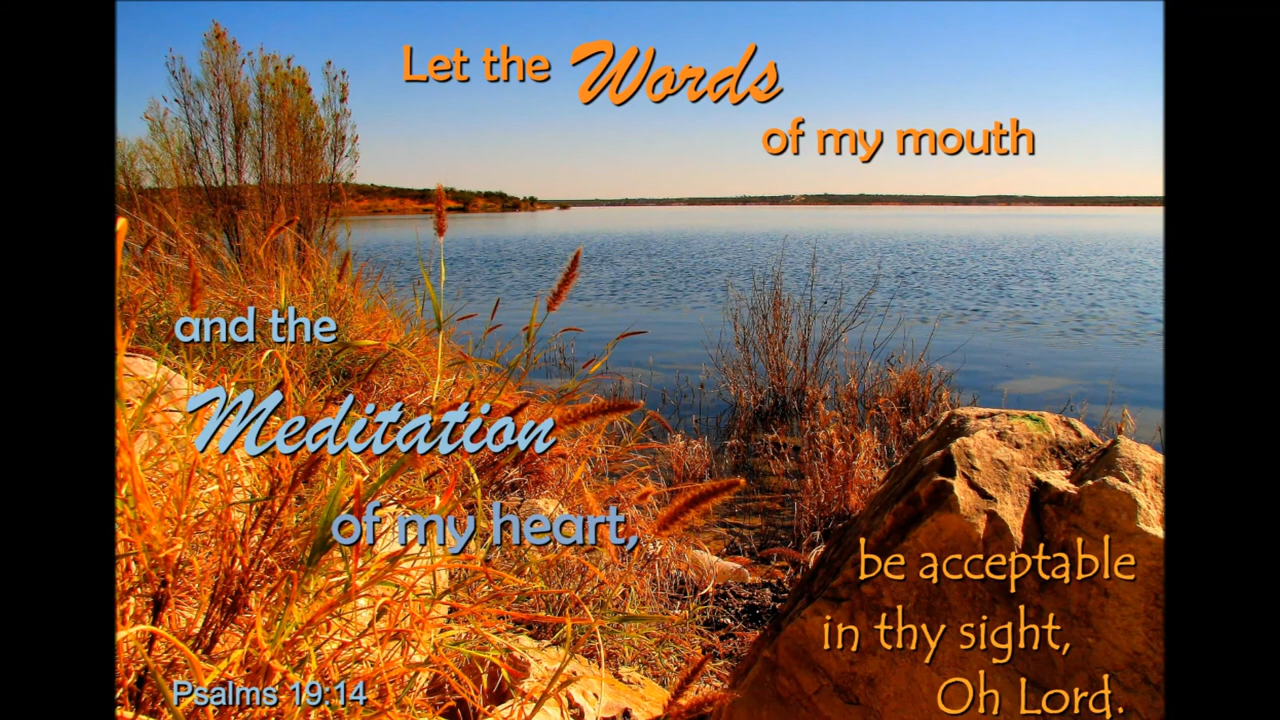 Let the Words
of my mouth
and the
Meditation
of my heart,
be acceptable
in thy sight,
Oh Lord.
Psalms 19:14